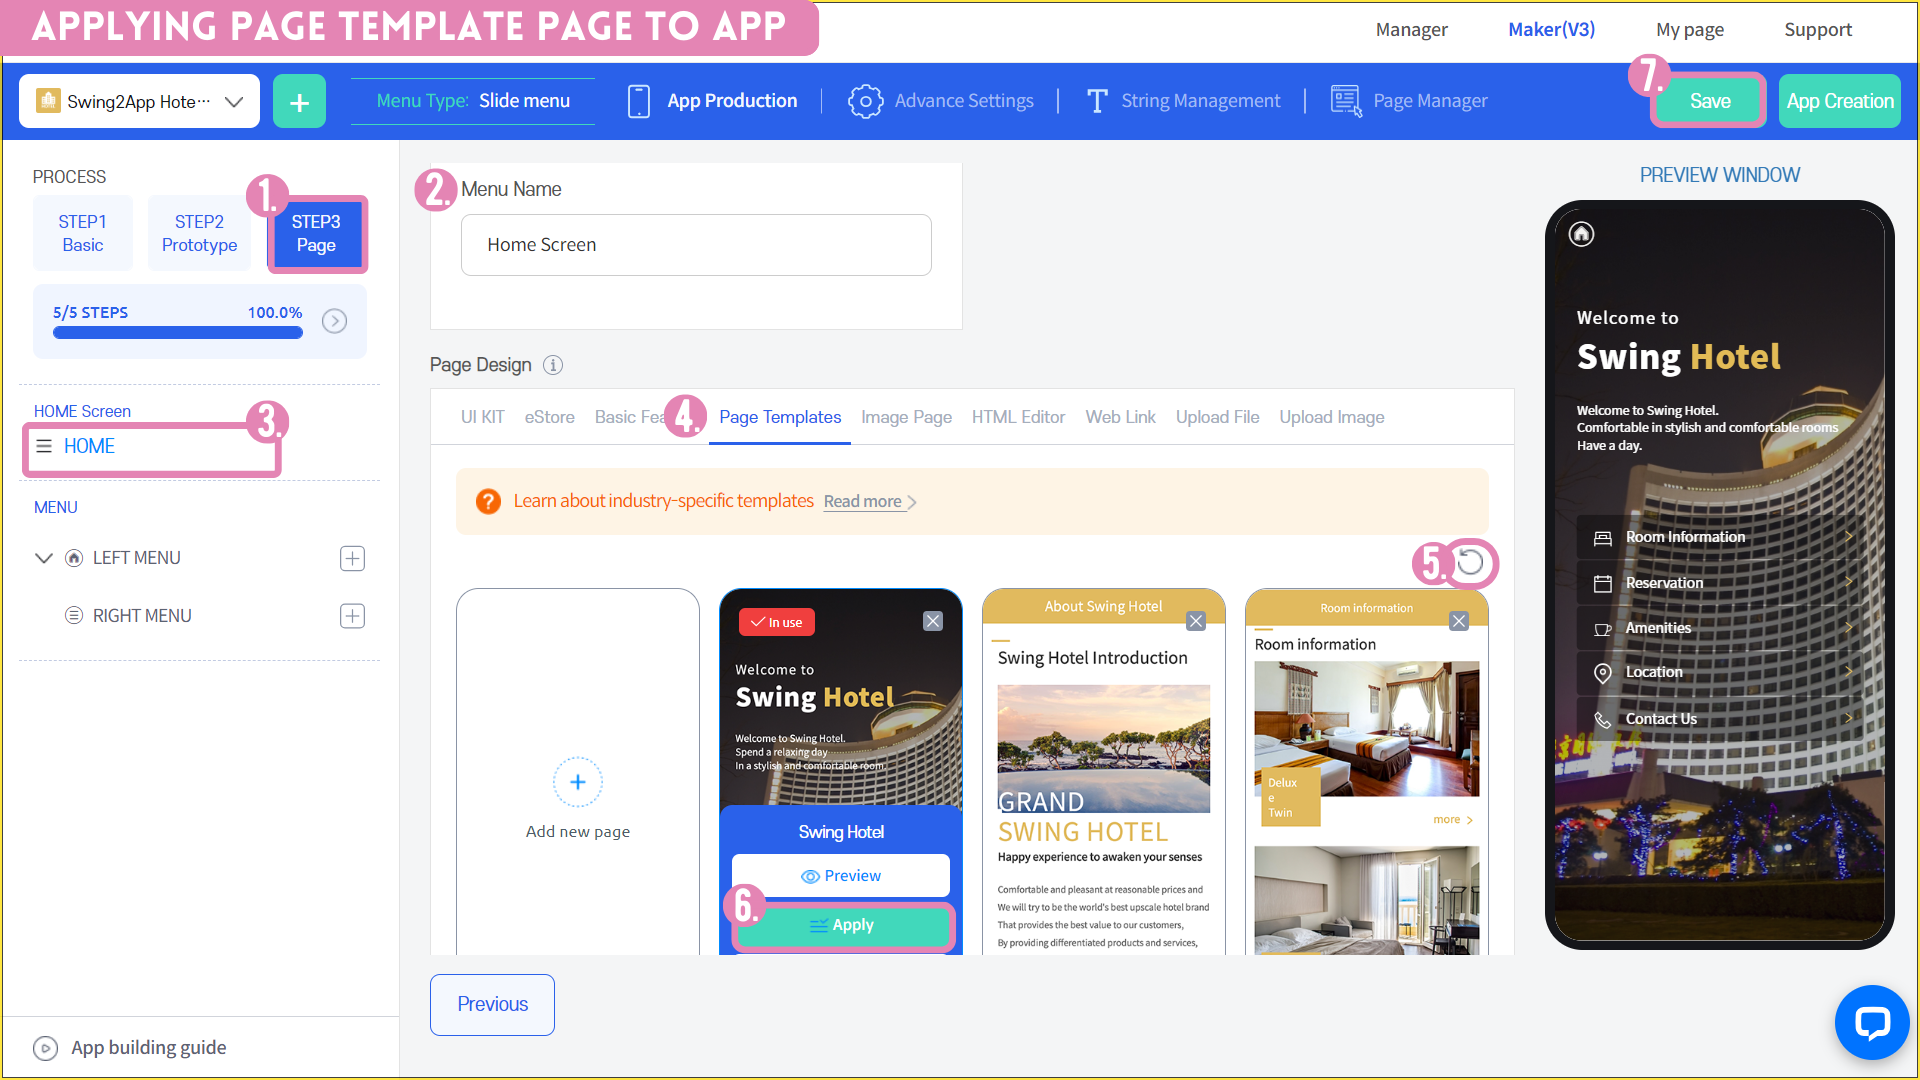 APPLYING PAGE TEMPLATE PAGE TO APP
Manager
Maker(V3)
My page
Support
Swing2App Hote···
+
Menu Type: Slide menu
App Production
Advance Settings
String Management
Page Manager
7.
Save
App Creation
PROCESS
1.
STEP1
Basic
STEP2
Prototype
STEP3
Page
5/5 STEPS
100.0%
HOME Screen
3.
HOME
MENU
LEFT MENU
RIGHT MENU
App building guide
2.
Menu Name
Home Screen
Page Design
UI KIT
eStore
Basic Fea
4.
Page Templates
Image Page
HTML Editor
Web Link
Upload File
Upload Image
Learn about industry-specific templates
Read more
5.
Add new page
In use
Welcome to
Swing Hotel
Welcome to Swing Hotel.
Spend a relaxing day
In a stylish and comfortable room.
Swing Hotel
Preview
6.
Apply
About Swing Hotel
Swing Hotel Introduction
GRAND
SWING HOTEL
Happy experience to awaken your senses
Comfortable and pleasant at reasonable prices and
We will try to be the world's best upscale hotel brand
That provides the best value to our customers,
By providing differentiated products and services,
Room information
Room information
Delux
e
Twin
more
Previous
PREVIEW WINDOW
Welcome to
Swing Hotel
Welcome to Swing Hotel.
Comfortable in stylish and comfortable rooms
Have a day.
Room Information
Reservation
Amenities
Location
Contact Us